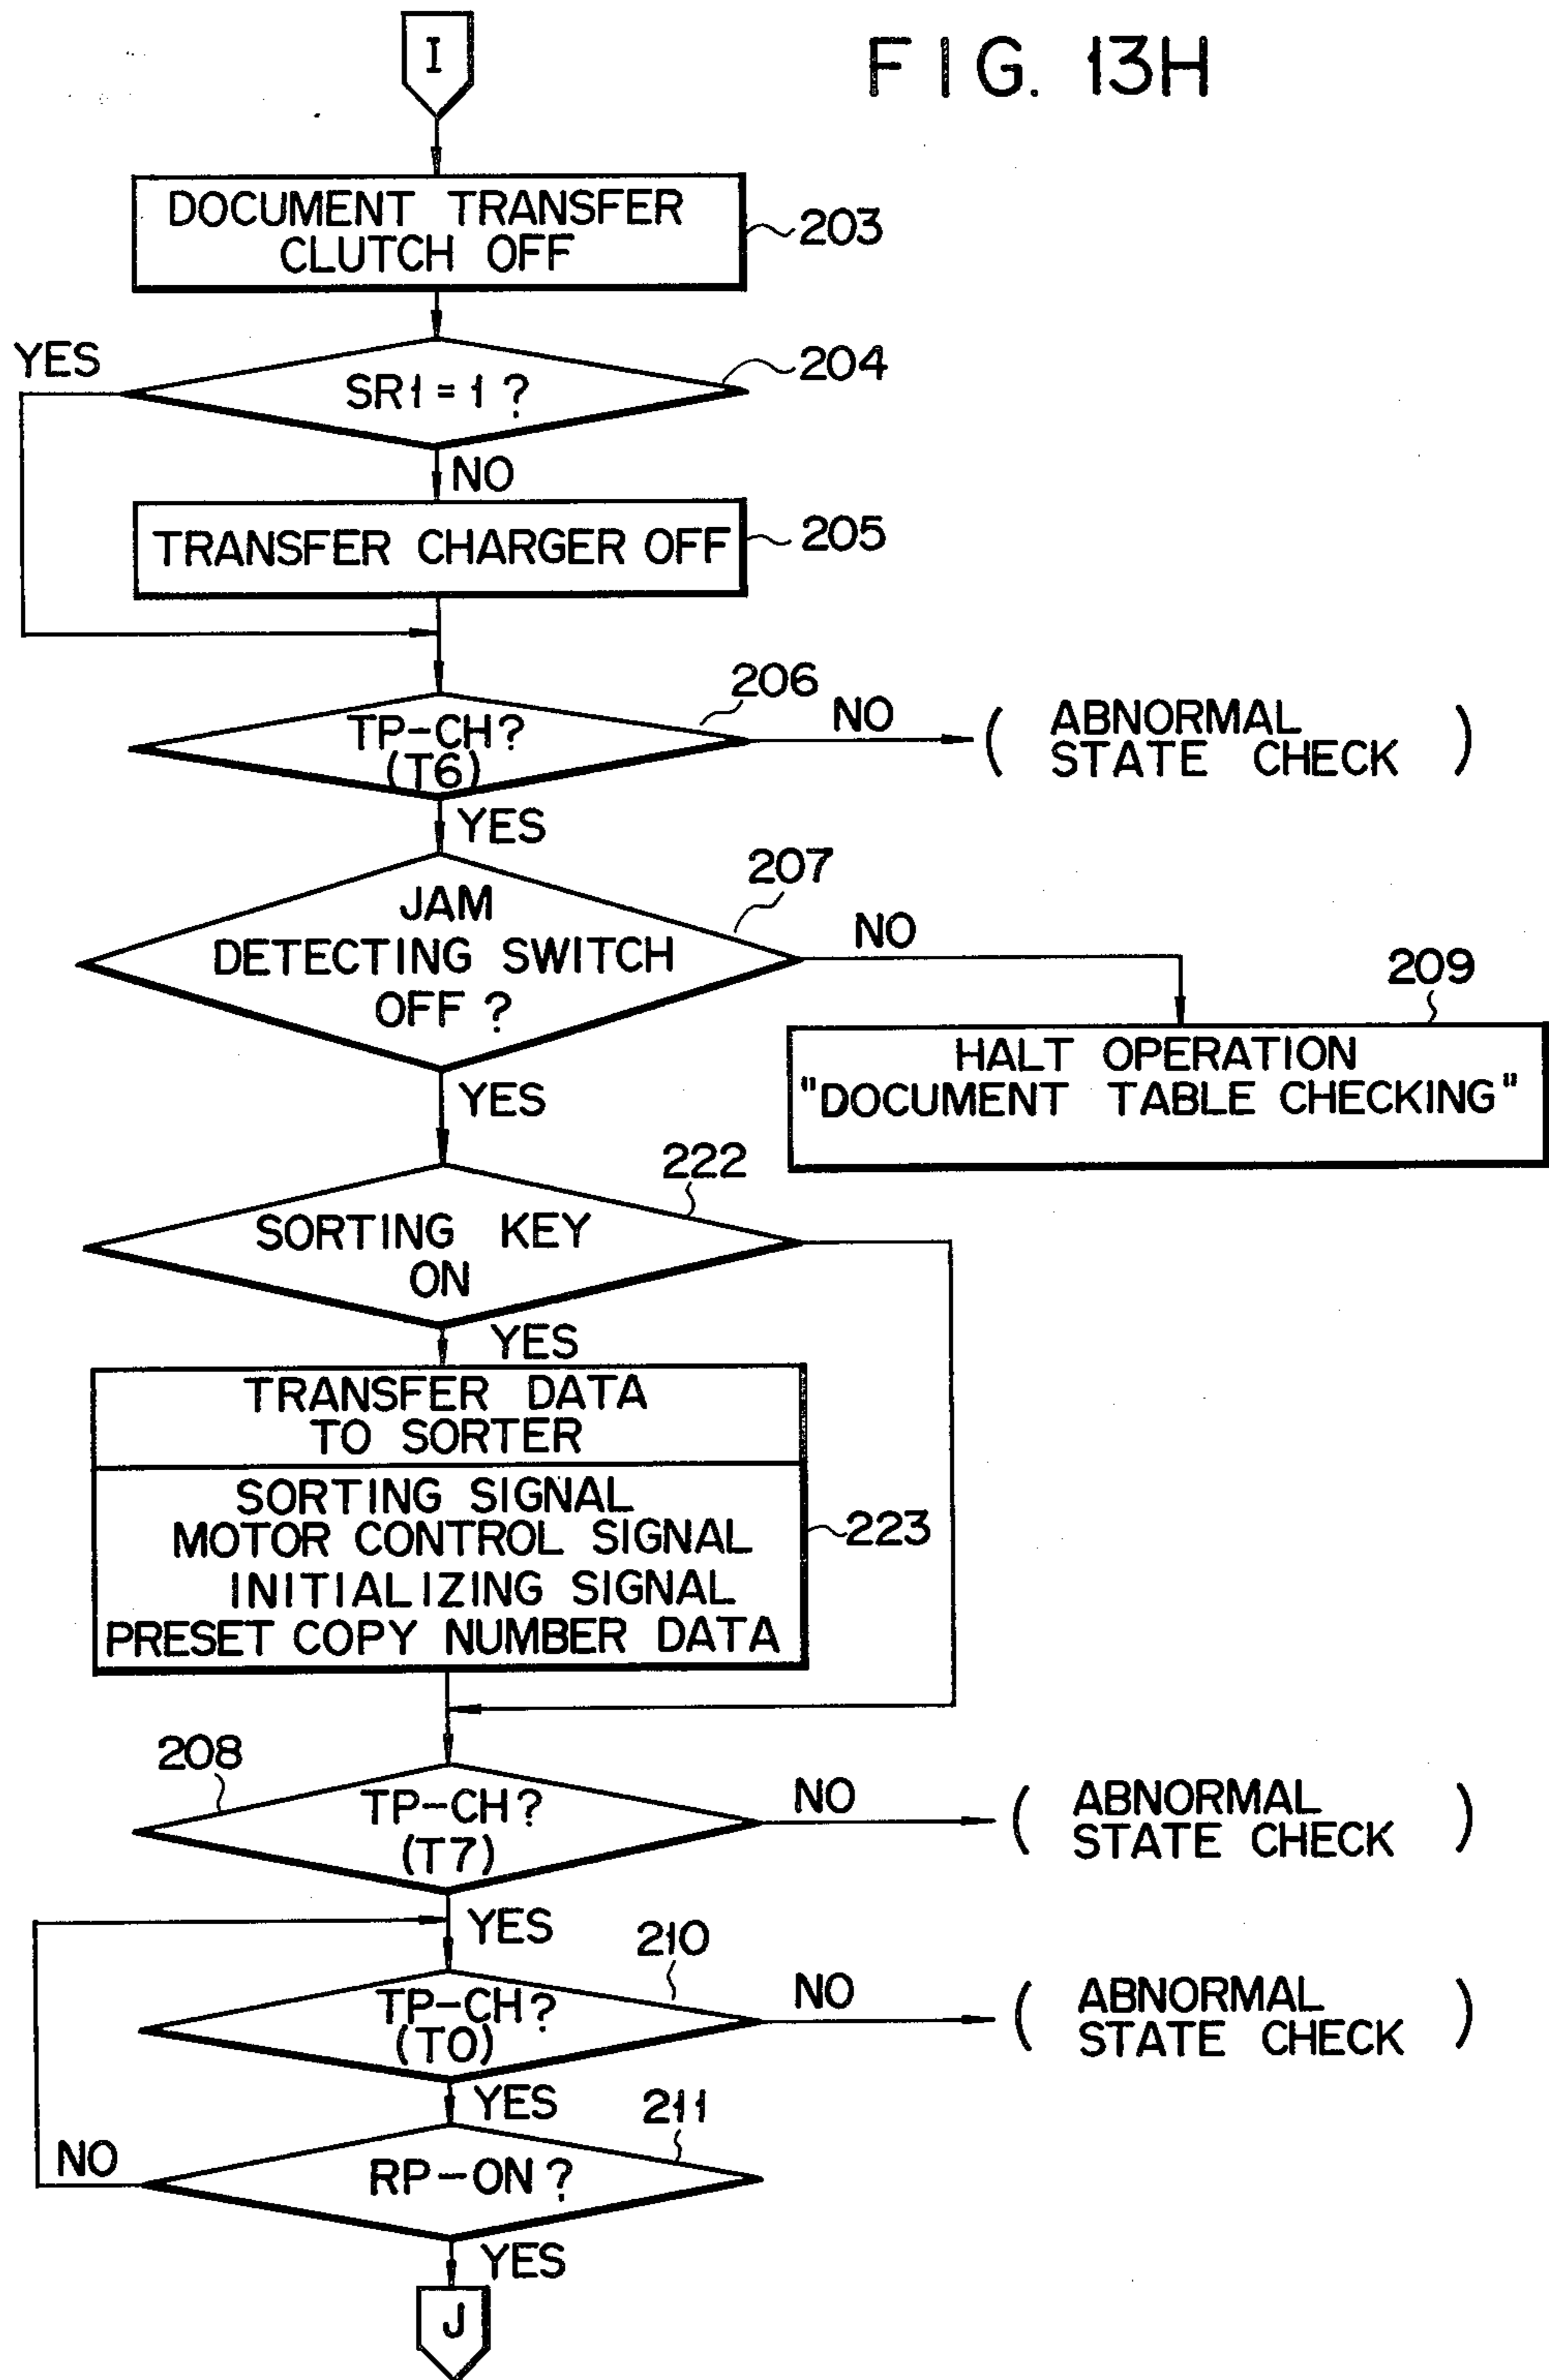 FIG. 13H
I
DOCUMENT TRANSFER
CLUTCH OFF
203
YES
SR1 = 1 ?
204
NO
TRANSFER CHARGER OFF
205
206
TP-CH?
(T6)
NO
( ABNORMAL
STATE CHECK )
YES
207
JAM
DETECTING SWITCH
OFF ?
NO
209
HALT OPERATION
"DOCUMENT TABLE CHECKING"
YES
222
SORTING KEY
ON
YES
TRANSFER DATA
TO SORTER
SORTING SIGNAL
MOTOR CONTROL SIGNAL
INITIALIZING SIGNAL
PRESET COPY NUMBER DATA
223
208
TP-CH?
(T7)
NO
( ABNORMAL
STATE CHECK )
YES
210
TP-CH?
(T0)
NO
( ABNORMAL
STATE CHECK )
YES
211
NO
RP-ON ?
YES
J